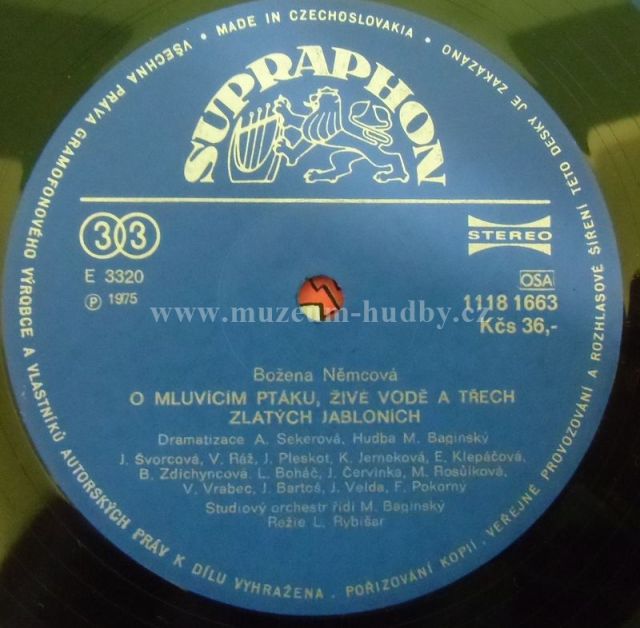 VŠECHNA PRÁVA GRAMOFONOVÉHO VÝROBCE A VLASTNÍKŮ AUTORSKÝCH PRÁV K DÍLU VYHRAŽENA . POŘIZOVÁNÍ KOPIÍ . VEŘEJNÉ PROVOZOVÁNÍ A ROZHLASOVÉ ŠÍŘENÍ TÉTO DESKY JE ZAKÁZÁNO
• MADE IN CZECHOSLOVAKIA •
SUPRAPHON
33
STEREO
E 3320
OSA
Ⓟ 1975
1118 1663
www.muzeum-hudby.cz
Kčs 36,-
Božena Němcová
O MLUVÍCÍM PTÁKU, ŽIVÉ VODĚ A TŘECH
ZLATÝCH JABLONÍCH
Dramatizace A. Sekerová, Hudba M. Baginský
J. Švorcová, V. Ráž, J. Pleskot, K. Jerneková, E. Klepáčová,
B. Zdichyncová, L. Boháč, J. Červinka, M. Rosůlková,
V. Vrabec, J. Bartoš, J. Velda, F. Pokorny
Studiový orchestr řídí M. Baginský
Režie L. Rybišar